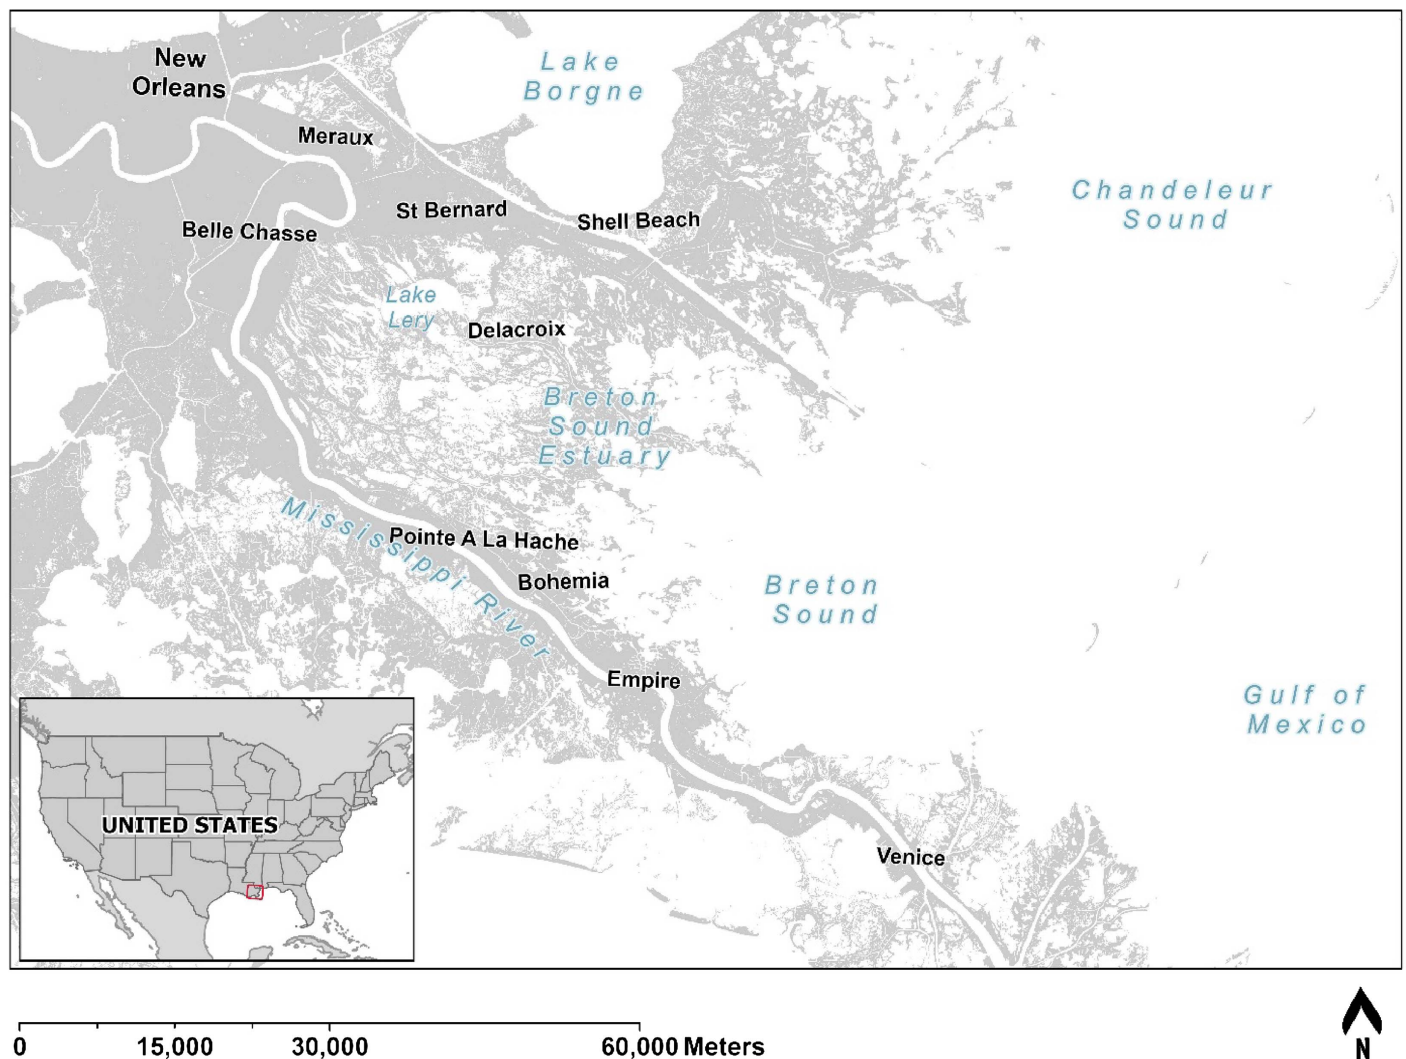 New
Orleans
Lake
Borgne
Meraux
Chandeleur
Sound
St Bernard
Shell Beach
Belle Chasse
Lake
Lery
Delacroix
Breton
Sound
Estuary
Mississippi River
Pointe A La Hache
Bohemia
Breton
Sound
Empire
Gulf of
Mexico
UNITED STATES
Venice
0 15,000 30,000 60,000 Meters
N